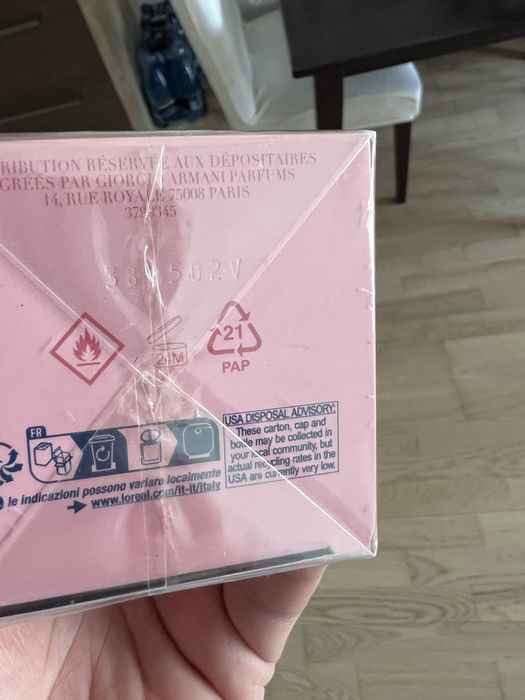 RIBUTION RÉSERVÉE AUX DÉPOSITAIRES
GRÉES PAR GIORGIO ARMANI PARFUMS
14, RUE ROYALE 75008 PARIS
24M
21
PAP
FR
USA DISPOSAL ADVISORY:
These carton, cap and
bottle may be collected in
your local community, but
actual recycling rates in the
USA are currently very low.
le indicazioni possono variare localmente
www.loreal.com/it-it/italy